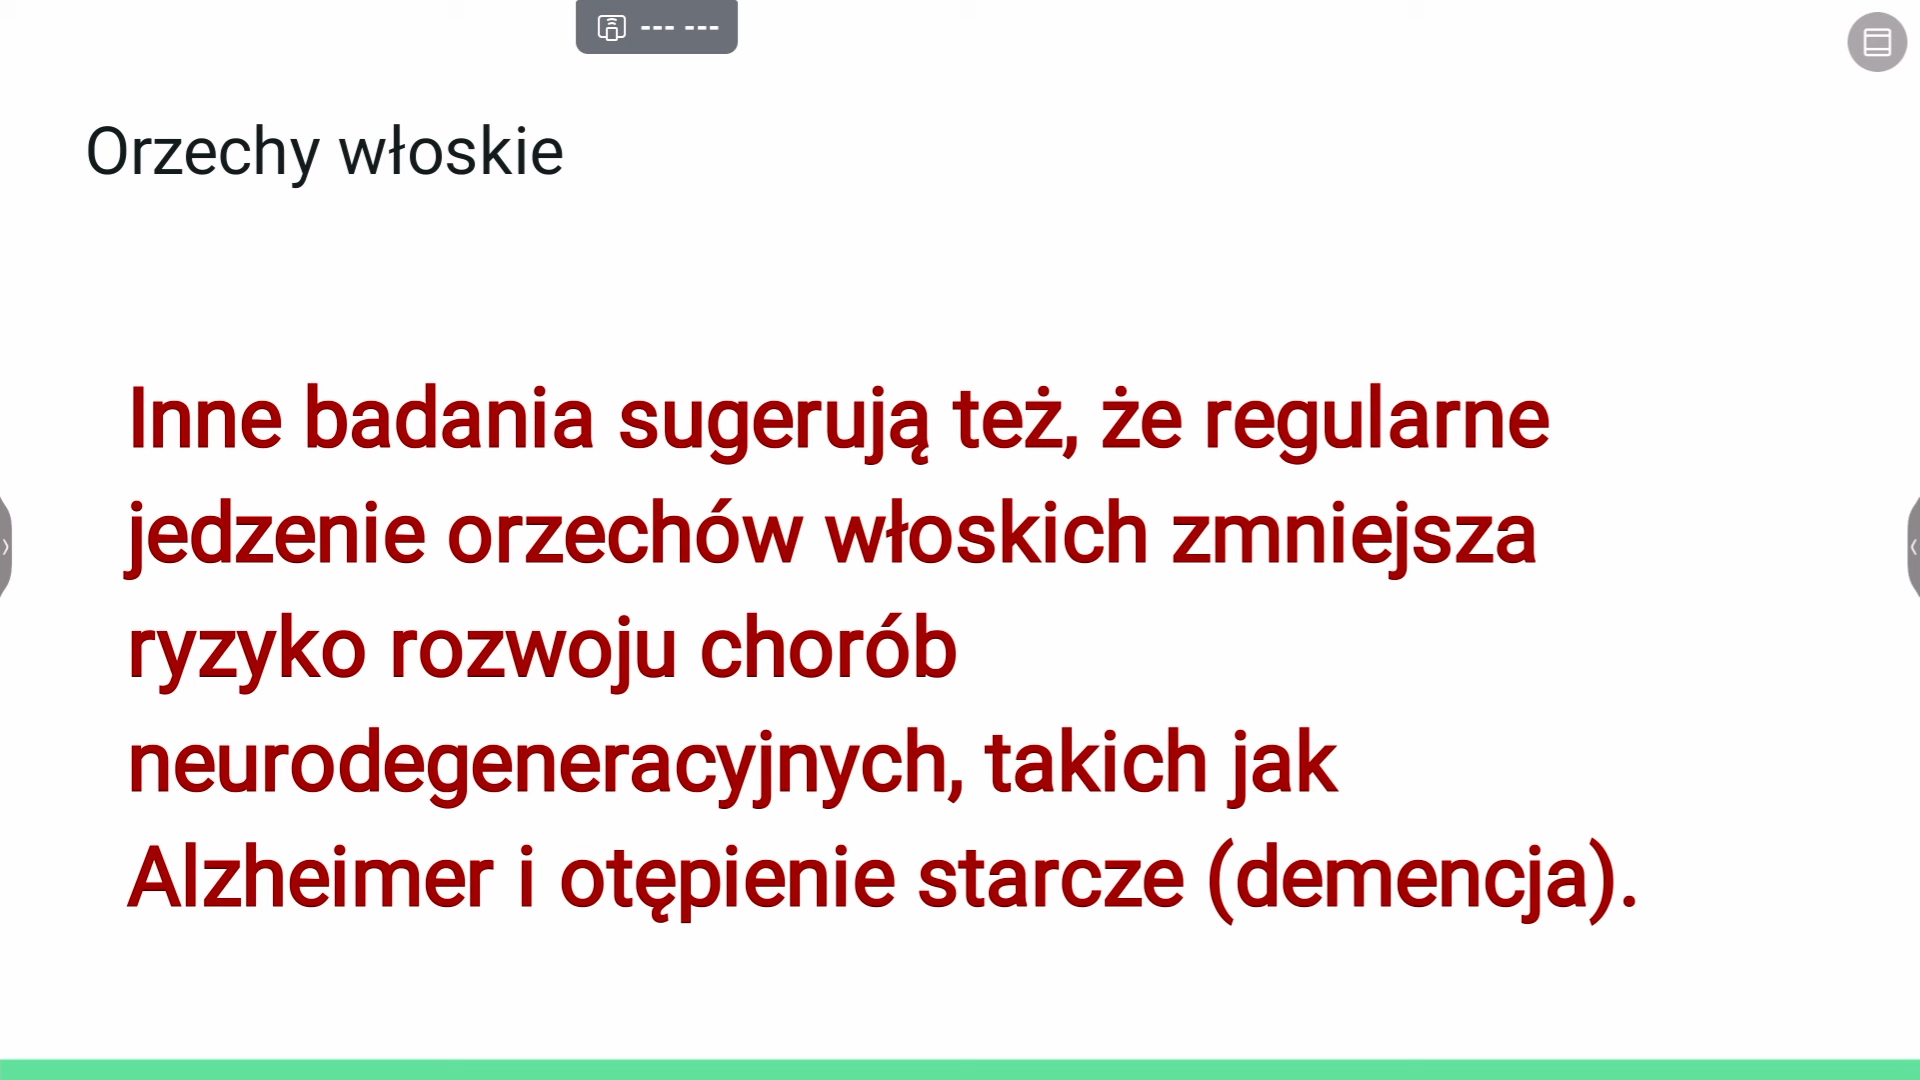 --- ---
Orzechy włoskie
Inne badania sugerują też, że regularne
jedzenie orzechów włoskich zmniejsza
ryzyko rozwoju chorób
neurodegeneracyjnych, takich jak
Alzheimer i otępienie starcze (demencja).